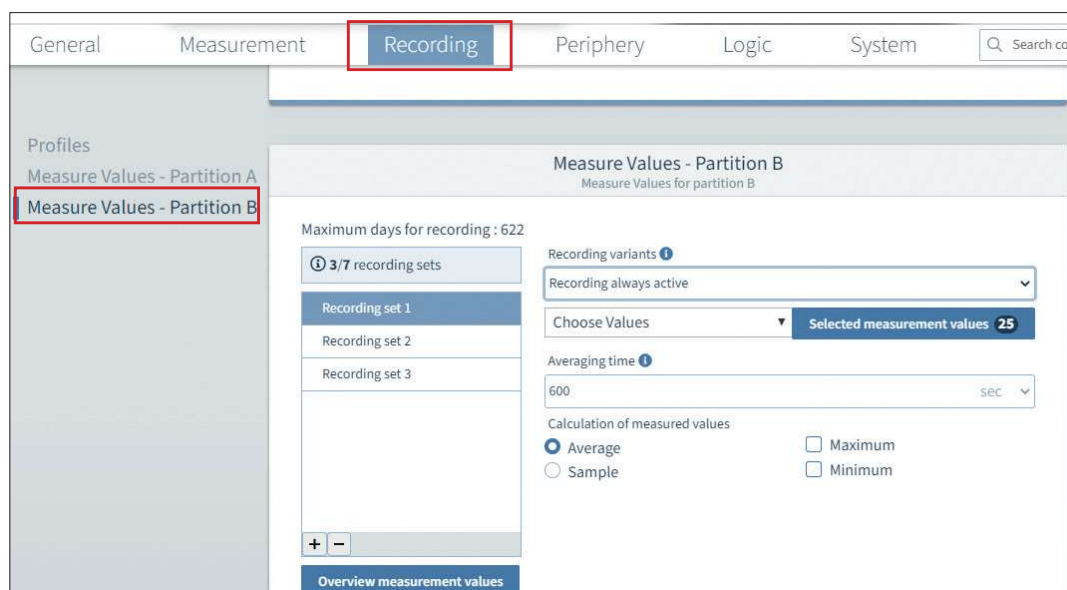 General Measurement Recording Periphery Logic System Search co
Profiles
Measure Values - Partition A
Measure Values - Partition B
Measure Values - Partition B
Measure Values for partition B
Maximum days for recording : 622
3/7 recording sets
Recording set 1
Recording set 2
Recording set 3
+ −
Overview measurement values
Recording variants
Recording always active
Choose Values Selected measurement values 25
Averaging time
600 sec
Calculation of measured values
Average Maximum
Sample Minimum